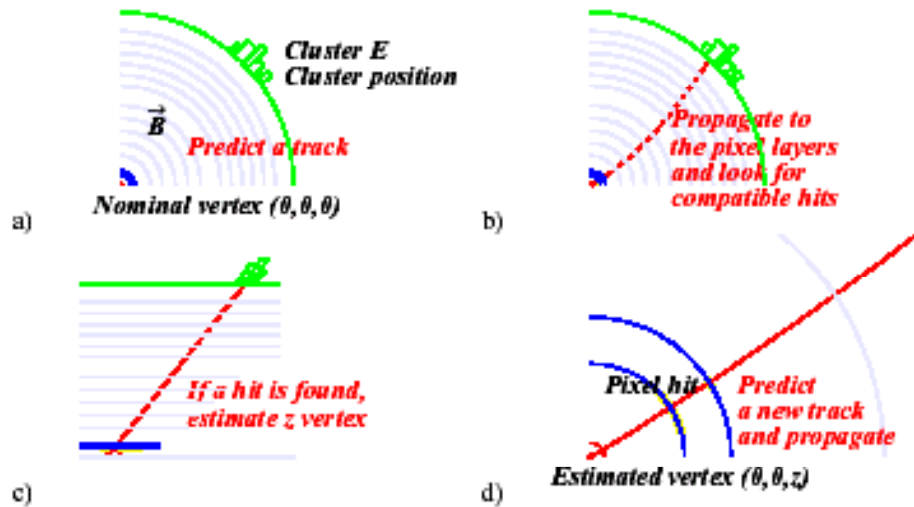 Cluster E
Cluster position
B
Predict a track
Nominal vertex (0,0,0)
a)
Propagate to
the pixel layers
and look for
compatible hits
b)
If a hit is found,
estimate z vertex
c)
Pixel hit
Predict
a new track
and propagate
Estimated vertex (0,0,z)
d)